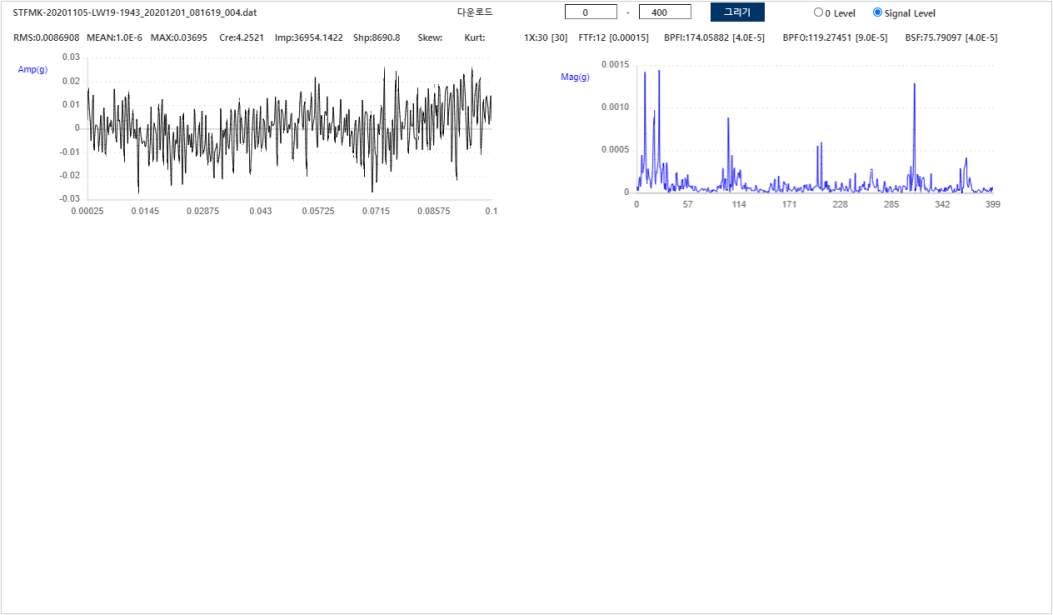 STFMK-20201105-LW19-1943_20201201_081619_004.dat 다운로드 0 - 400 그리기 0 Level Signal Level
RMS:0.0086908 MEAN:1.0E-6 MAX:0.03695 Cre:4.2521 Imp:36954.1422 Shp:8690.8 Skew: Kurt: 1X:30 [30] FTF:12 [0.00015] BPFI:174.05882 [4.0E-5] BPFO:119.27451 [9.0E-5] BSF:75.79097 [4.0E-5]
Amp(g)
0.03
0.02
0.01
0
-0.01
-0.02
-0.03
0.00025 0.0145 0.02875 0.043 0.05725 0.0715 0.08575 0.1
Mag(g)
0.0015
0.0010
0.0005
0
0 57 114 171 228 285 342 399